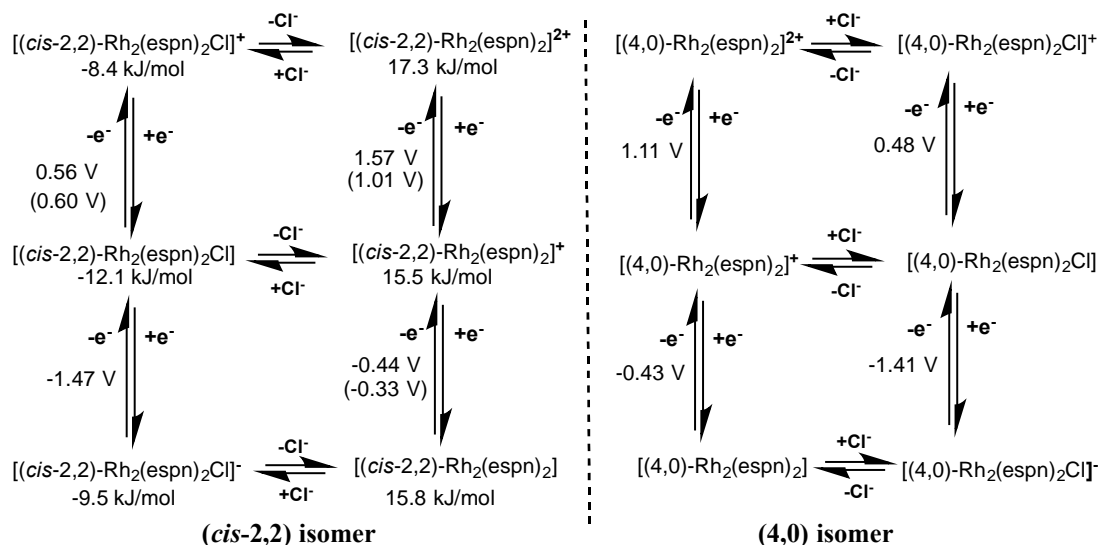 -Cl⁻
+Cl⁻
[(cis-2,2)-Rh₂(espn)₂Cl]⁺
[(cis-2,2)-Rh₂(espn)₂]²⁺
[(4,0)-Rh₂(espn)₂]²⁺
[(4,0)-Rh₂(espn)₂Cl]⁺
-8.4 kJ/mol
+Cl⁻
17.3 kJ/mol
-Cl⁻
-e⁻ +e⁻
-e⁻ +e⁻
-e⁻ +e⁻
-e⁻ +e⁻
0.56 V
(0.60 V)
1.57 V
(1.01 V)
1.11 V
0.48 V
-Cl⁻
+Cl⁻
[(cis-2,2)-Rh₂(espn)₂Cl]
[(cis-2,2)-Rh₂(espn)₂]⁺
[(4,0)-Rh₂(espn)₂]⁺
[(4,0)-Rh₂(espn)₂Cl]
-12.1 kJ/mol
+Cl⁻
15.5 kJ/mol
-Cl⁻
-e⁻ +e⁻
-e⁻ +e⁻
-e⁻ +e⁻
-e⁻ +e⁻
-1.47 V
-0.44 V
(-0.33 V)
-0.43 V
-1.41 V
-Cl⁻
+Cl⁻
[(cis-2,2)-Rh₂(espn)₂Cl]⁻
[(cis-2,2)-Rh₂(espn)₂]
[(4,0)-Rh₂(espn)₂]
[(4,0)-Rh₂(espn)₂Cl]⁻
-9.5 kJ/mol
+Cl⁻
15.8 kJ/mol
-Cl⁻
(cis-2,2) isomer
(4,0) isomer